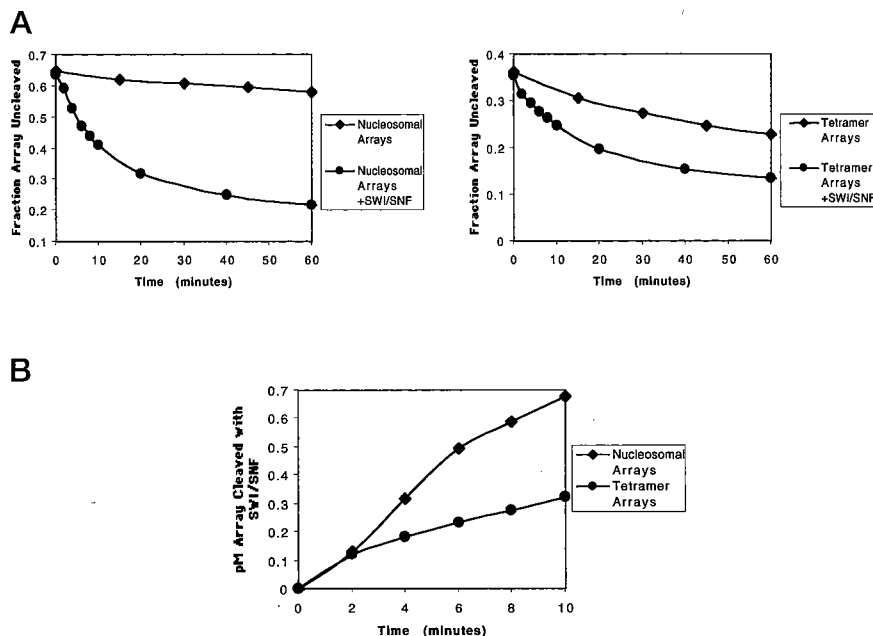 A
Fraction Array Uncleaved
0.7
0.6
0.5
0.4
0.3
0.2
0.1
0 10 20 30 40 50 60
Time (minutes)
Nucleosomal
Arrays
Nucleosomal
Arrays
+SWI/SNF
Fraction Array Uncleaved
0.4
0.3
0.2
0.1
0
0 10 20 30 40 50 60
Time (minutes)
Tetramer
Arrays
Tetramer
Arrays
+SWI/SNF
B
pM Array Cleaved with
SWI/SNF
0.7
0.6
0.5
0.4
0.3
0.2
0.1
0
0 2 4 6 8 10
Time (minutes)
Nucleosomal
Arrays
Tetramer
Arrays